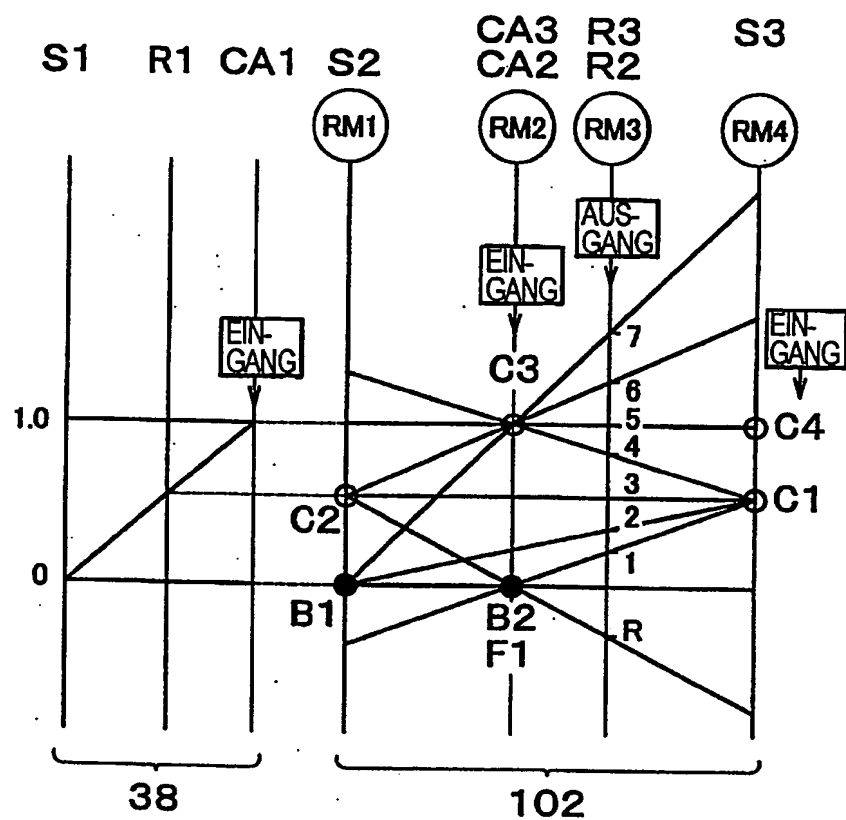 CA3 R3 S3
S1 R1 CA1 S2 CA2 R2
RM1 RM2 RM3 RM4
AUS-
GANG
EIN-
GANG
EIN-
GANG
EIN-
GANG
7
C3
6
1.0
5
C4
4
3
C1
C2
2
1
0
B1
B2
R
F1
38
102